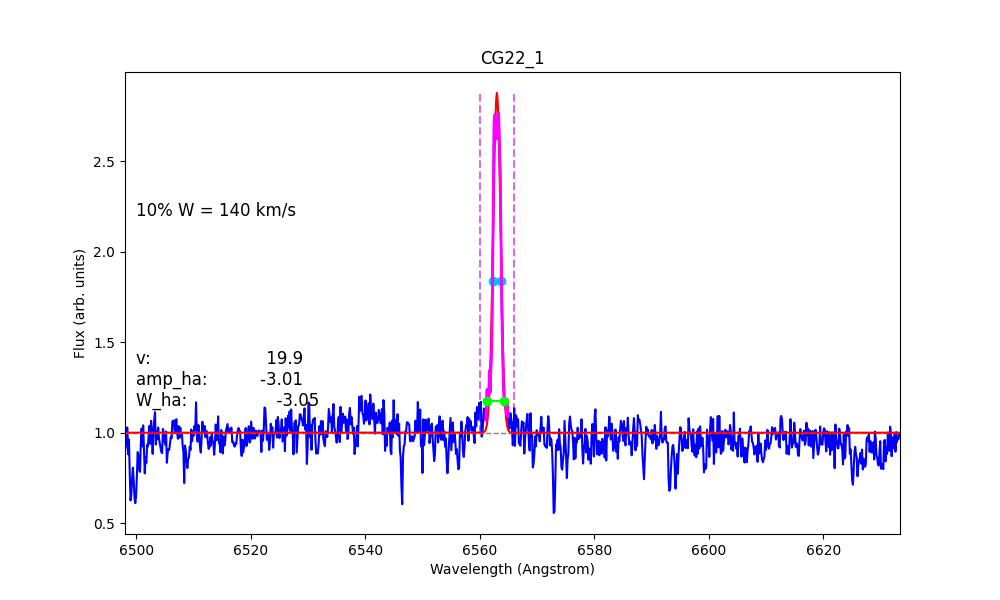 CG22_1
2.5
10% W = 140 km/s
2.0
Flux (arb. units)
1.5
v: 19.9
amp_ha: -3.01
W_ha: -3.05
1.0
0.5
6500 6520 6540 6560 6580 6600 6620
Wavelength (Angstrom)